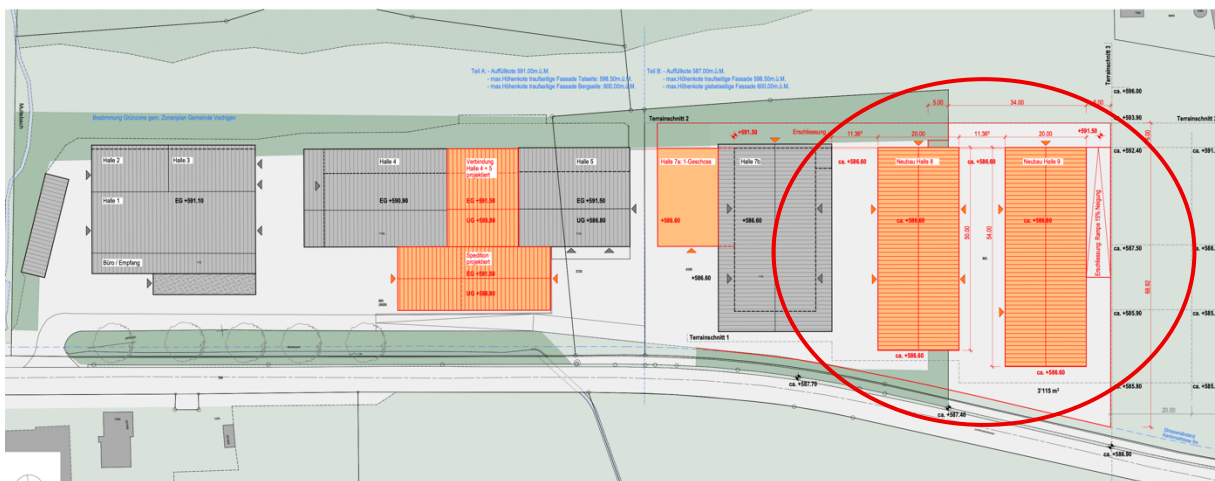 Teil A: - Auffüllkote 591.00m.ü.M.
- max.Höhenkote traufseitige Fassade Talseite: 598.50m.ü.M.
- max.Höhenkote traufseitige Fassade Bergseite: 600.00m.ü.M.
Teil B: - Auffüllkote 587.00m.ü.M.
- max.Höhenkote traufseitige Fassade 598.50m.ü.M.
- max.Höhenkote giebelseitige Fassade 600.00m.ü.M.
Terrainschnitt 3
ca. +596.00
5.00
34.00
Bestimmung Grünzone gem. Zonenplan Gemeinde Vechigen
Terrainschnitt 2
ca. +593.90
+591.50
Erschliessung
11.38⁵
20.00
11.38⁵
20.00
+591.50
Halle 2
Halle 3
Halle 4
Verbindung
Halle 4 + 5
projektiert
Halle 5
Halle 7a: 1-Geschoss
Halle 7b
ca. +586.60
Neubau Halle 8
ca. +586.60
Neubau Halle 9
ca. +592.40
Halle 1
EG +591.10
EG +590.90
EG +591.50
UG +586.80
EG +591.50
UG +586.80
+586.60
+586.60
ca. +586.60
ca. +586.60
50.00
54.00
Erschliessung: Rampe 15% Neigung
ca. +587.50
68.92
Büro / Empfang
Spedition
projektiert
EG +591.50
UG +586.80
+586.60
ca. +585.90
Terrainschnitt 1
ca. +586.60
ca. +586.60
ca. +587.70
3'115 m²
ca. +585.80
20.00
ca. +587.40
ca. +586.90